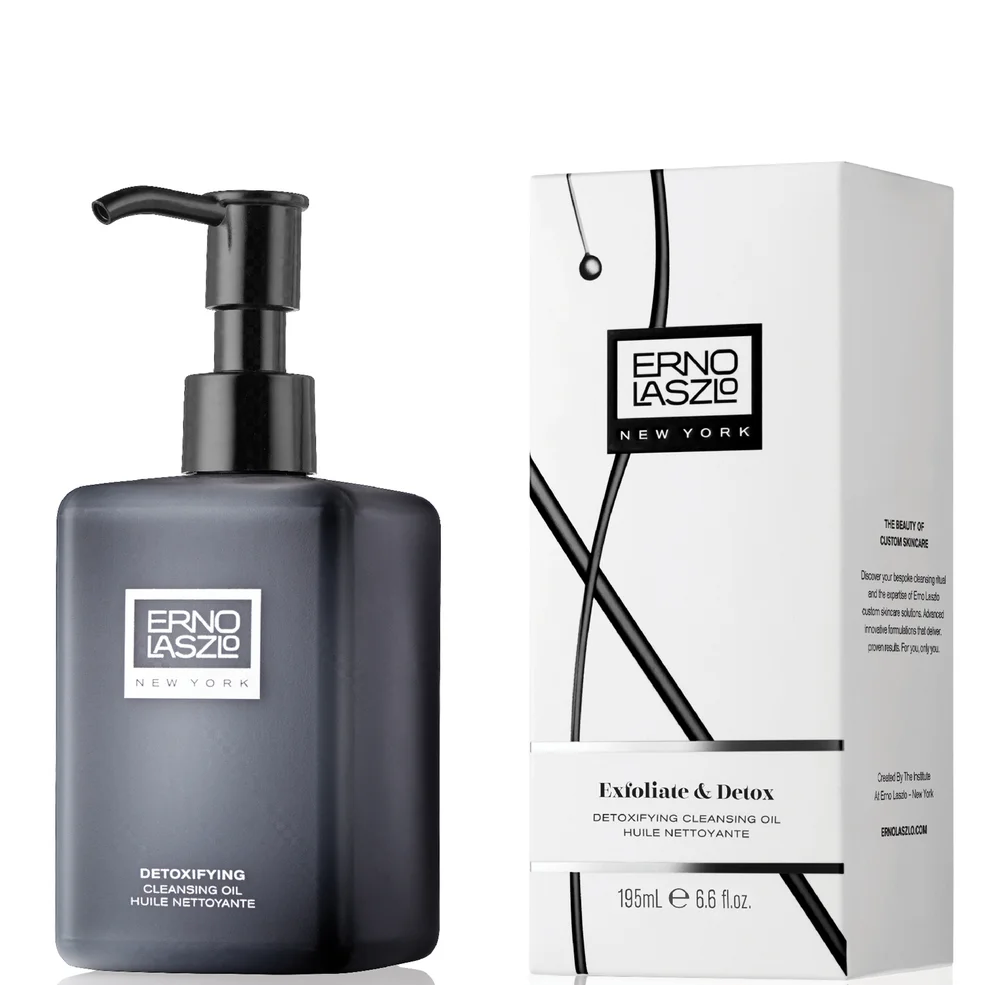 ERNO
LASZLO
NEW YORK
DETOXIFYING
CLEANSING OIL
HUILE NETTOYANTE
ERNO
LASZLO
NEW YORK
Exfoliate & Detox
DETOXIFYING CLEANSING OIL
HUILE NETTOYANTE
195mL ℮ 6.6 fl.oz.
THE BEAUTY OF
CUSTOM SKINCARE
Discover your bespoke cleansing ritual
and the expertise of Erno Laszlo
custom skincare solutions. Advanced
innovative formulations that deliver,
proven results. For you, only you.
Created By The Institute
At Erno Laszlo - New York
ERNOLASZLO.COM